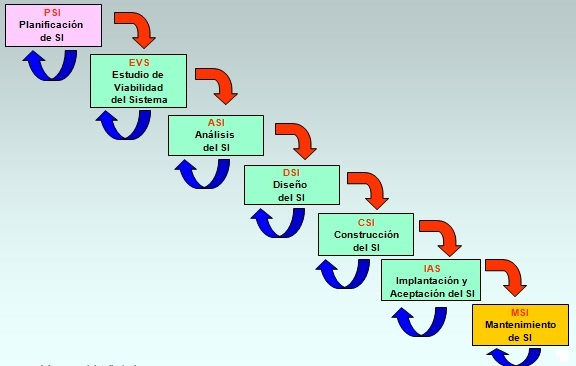 PSI
Planificación
de SI
EVS
Estudio de
Viabilidad
del Sistema
ASI
Análisis
del SI
DSI
Diseño
del SI
CSI
Construcción
del SI
IAS
Implantación y
Aceptación del SI
MSI
Mantenimiento
de SI